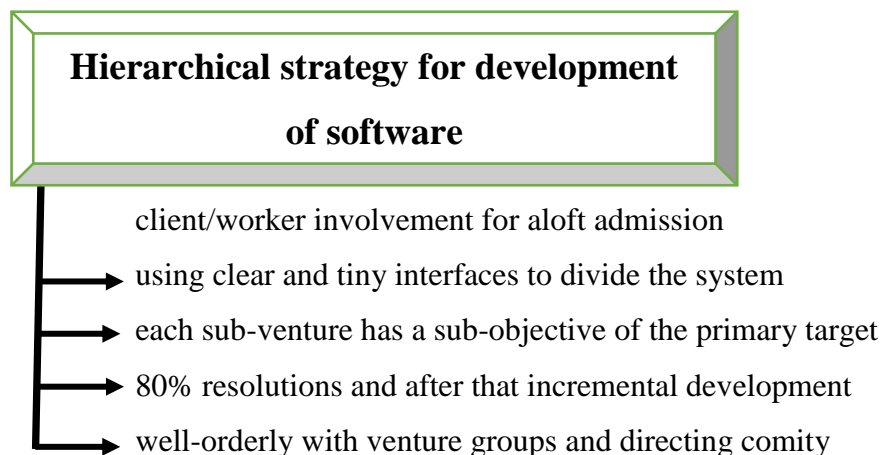 Hierarchical strategy for development
of software
client/worker involvement for aloft admission
using clear and tiny interfaces to divide the system
each sub-venture has a sub-objective of the primary target
80% resolutions and after that incremental development
well-orderly with venture groups and directing comity